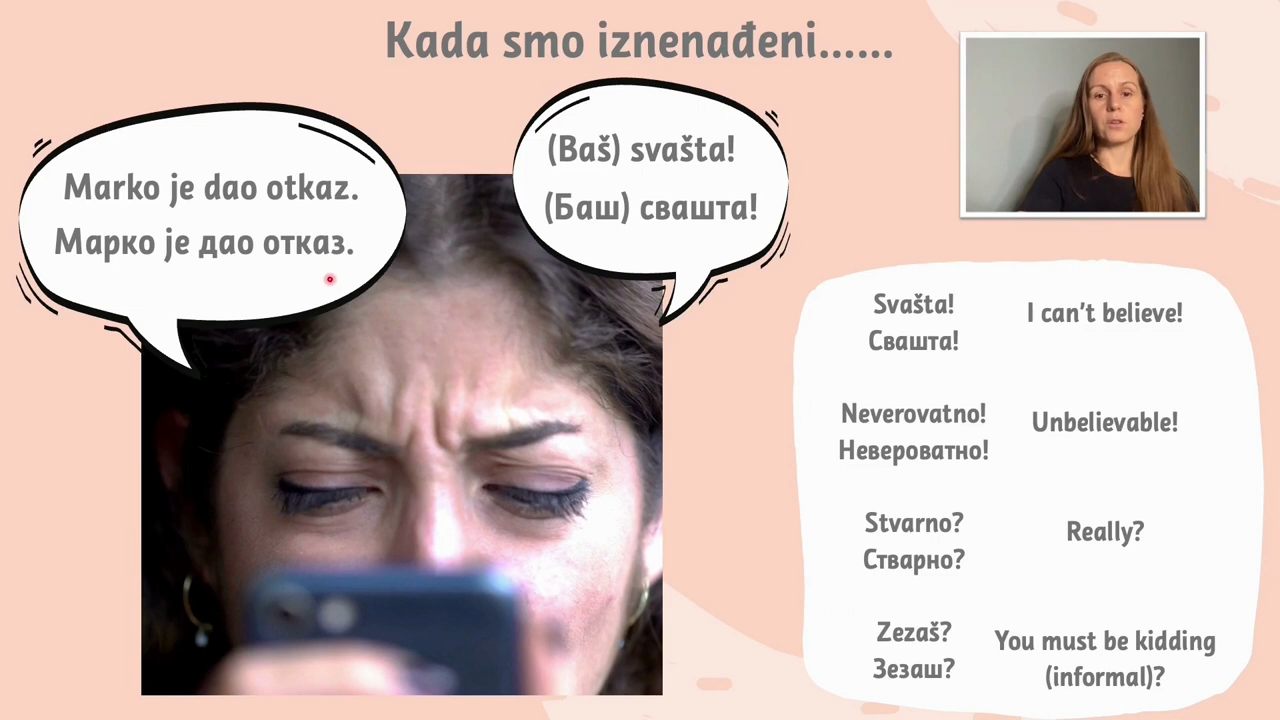 Kada smo iznenađeni......
Marko je dao otkaz.
Марко је дао отказ.
(Baš) svašta!
(Баш) свашта!
Svašta!
Свашта!
I can't believe!
Neverovatno!
Невероватно!
Unbelievable!
Stvarno?
Стварно?
Really?
Zezaš?
Зезаш?
You must be kidding
(informal)?